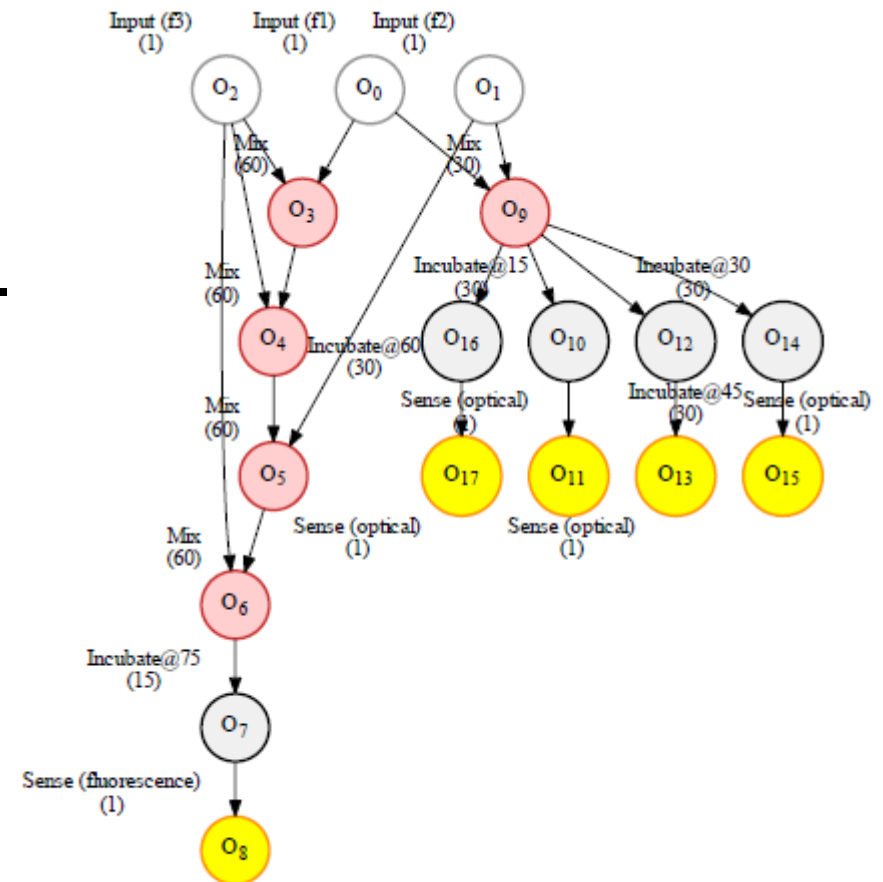 Input (f3)
(1)
Input (f1)
(1)
Input (f2)
(1)
O2
O0
O1
Mix
(60)
Mix
(30)
O3
O9
Mix
(60)
Incubate@15
(30)
Incubate@30
(30)
O4
Incubate@60
(30)
O16
O10
O12
O14
Mix
(60)
Sense (optical)
(1)
Incubate@45
(30)
Sense (optical)
(1)
O5
O17
O11
O13
O15
Mix
(60)
Sense (optical)
(1)
Sense (optical)
(1)
O6
Incubate@75
(15)
O7
Sense (fluorescence)
(1)
O8